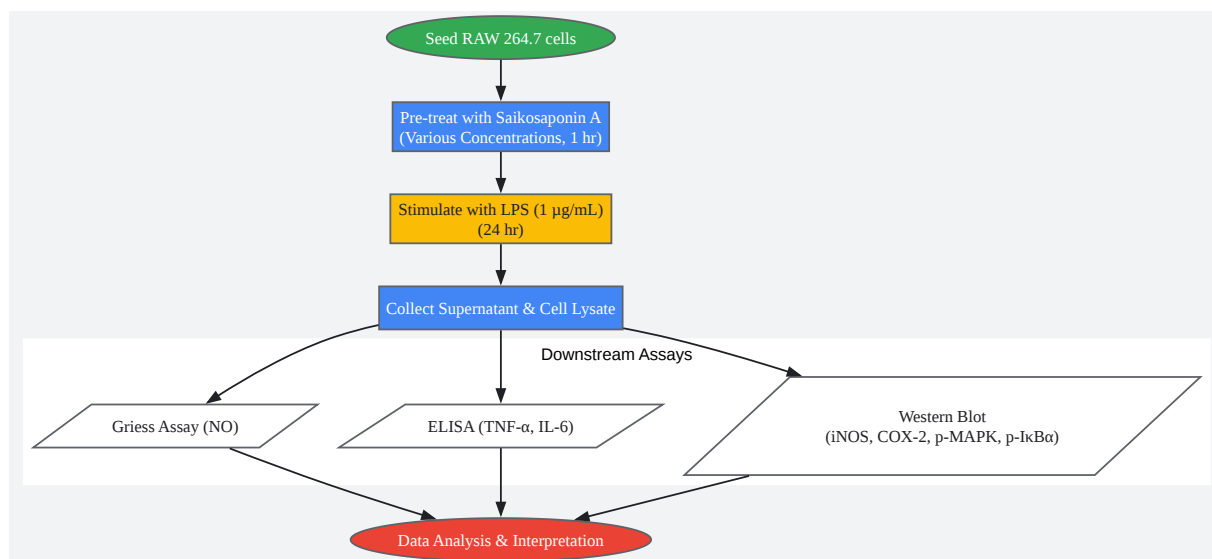 Seed RAW 264.7 cells
Pre-treat with Saikosaponin A
(Various Concentrations, 1 hr)
Stimulate with LPS (1 µg/mL)
(24 hr)
Collect Supernatant & Cell Lysate
Downstream Assays
Griess Assay (NO)
ELISA (TNF-α, IL-6)
Western Blot
(iNOS, COX-2, p-MAPK, p-IκBα)
Data Analysis & Interpretation